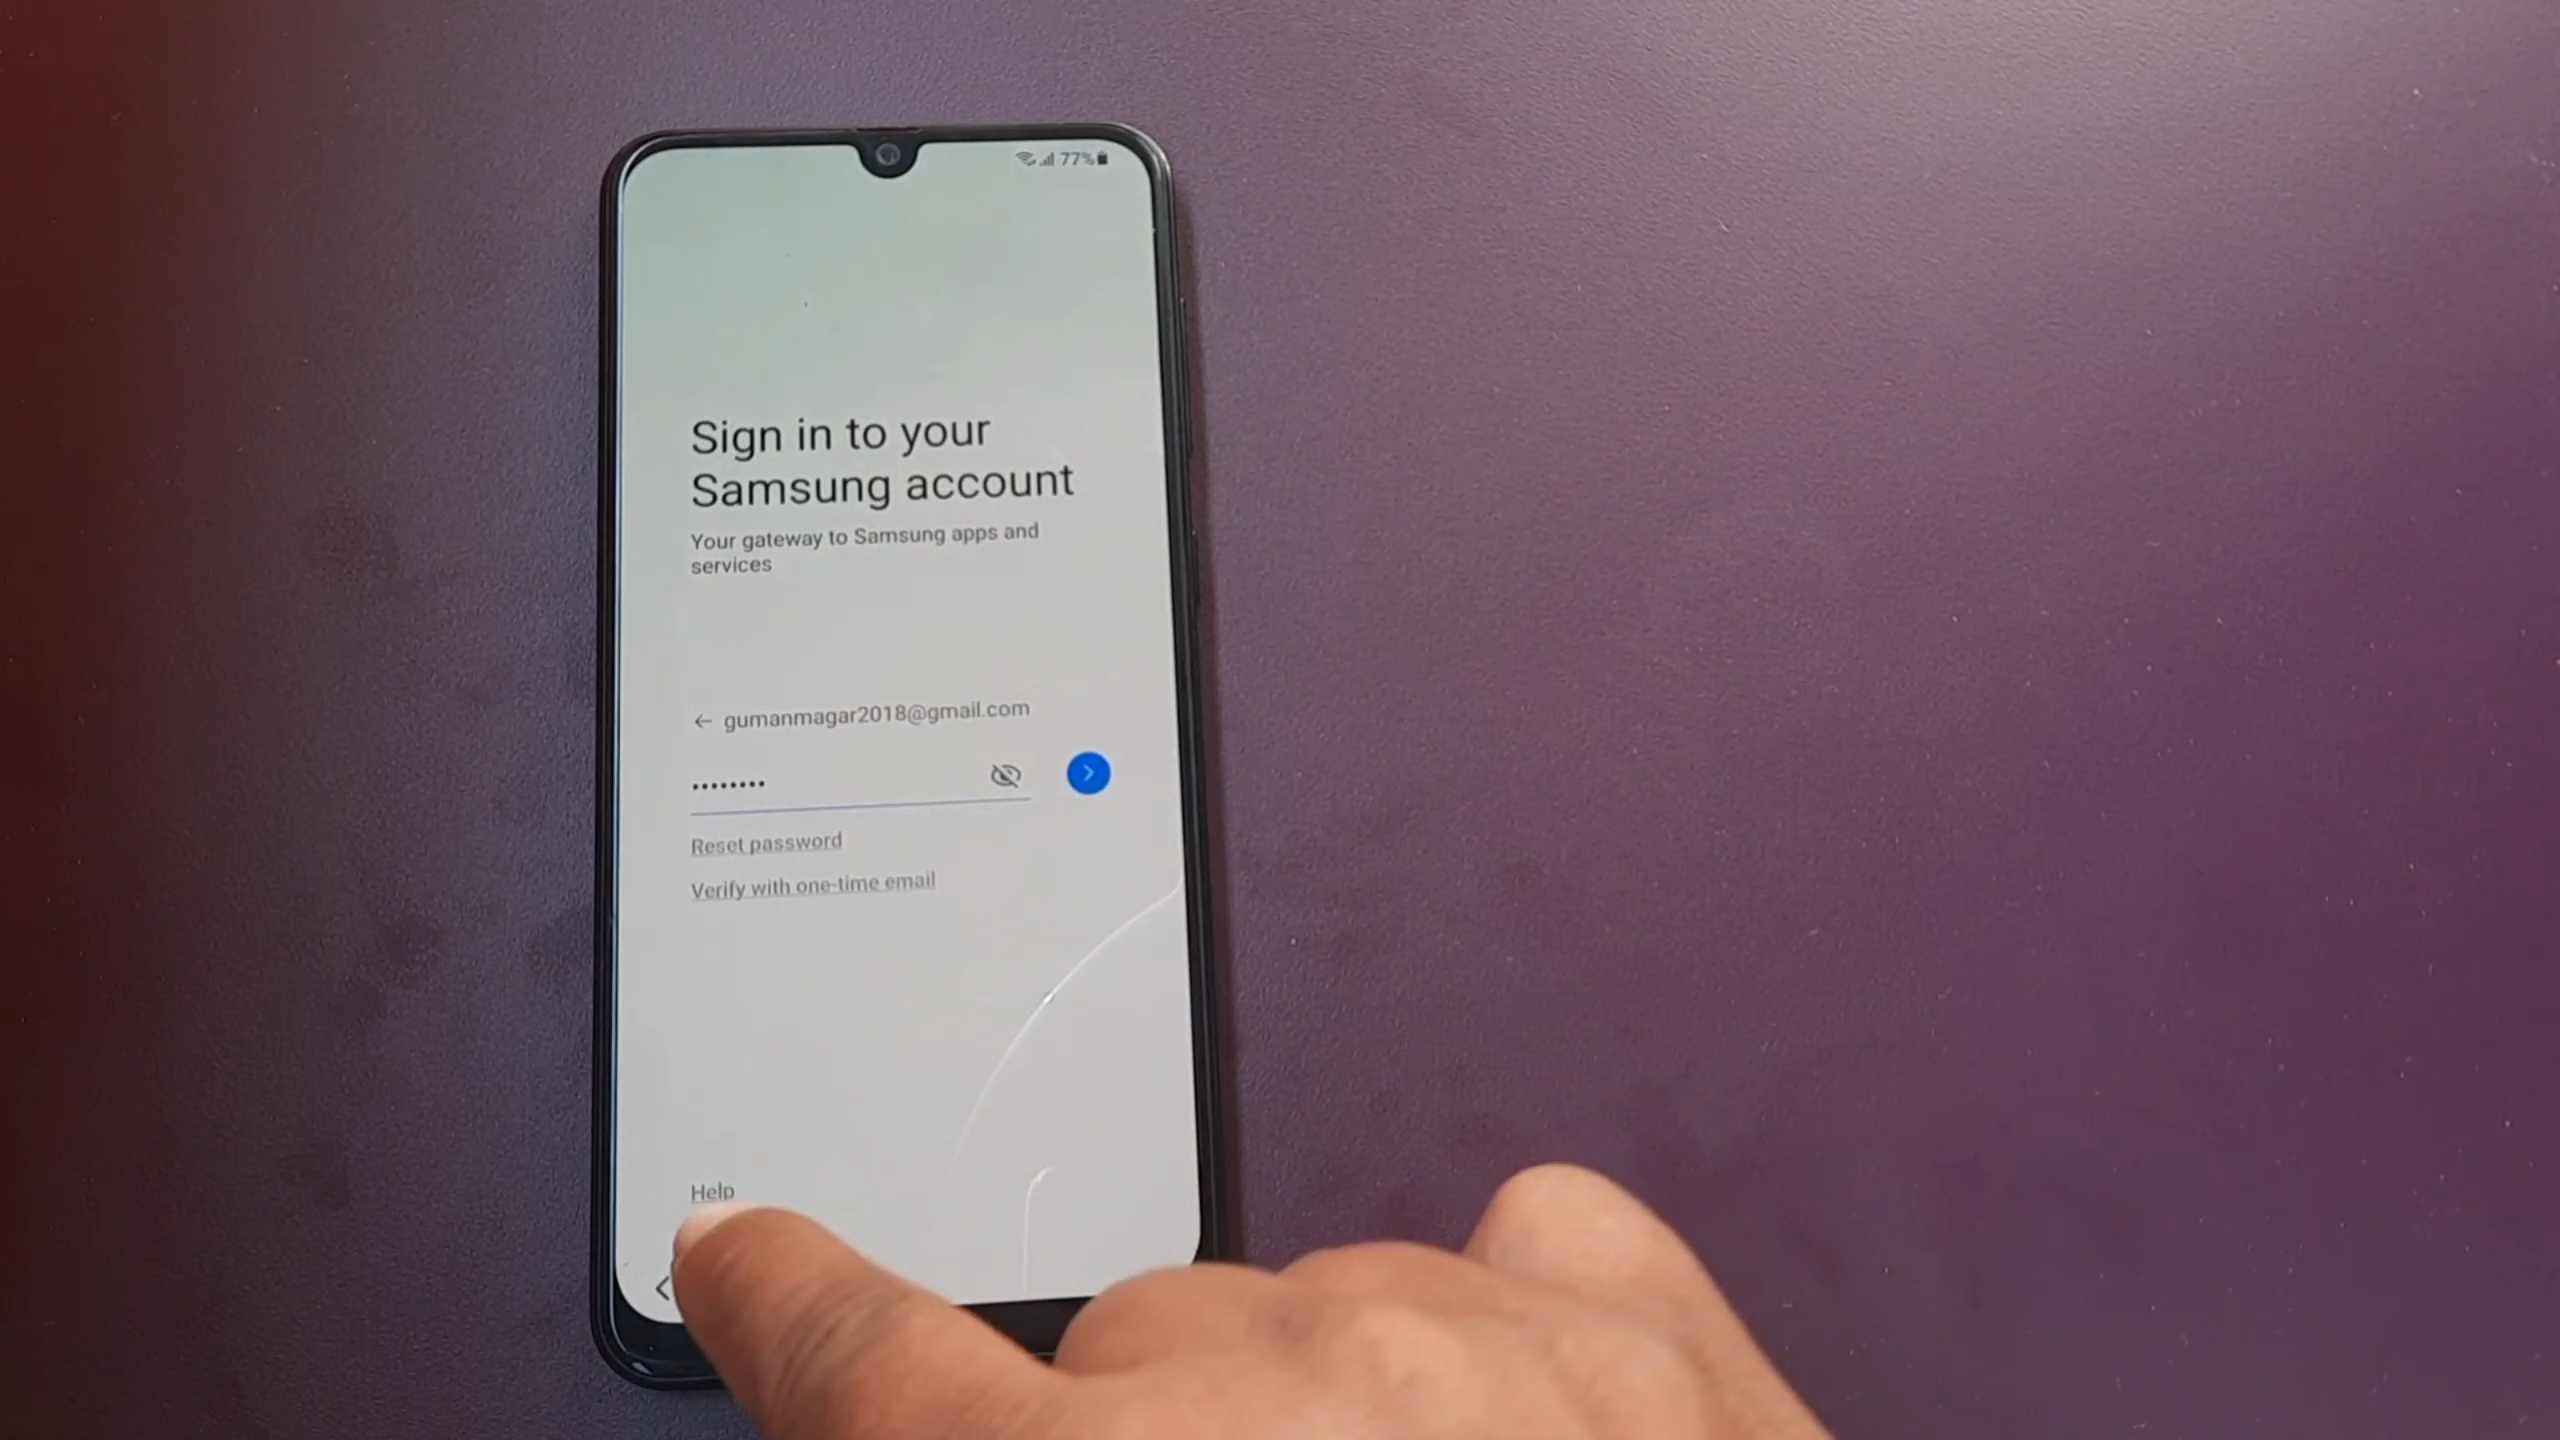 77%
Sign in to your
Samsung account
Your gateway to Samsung apps and
services
gumanmagar2018@gmail.com
••••••••
Reset password
Verify with one-time email
Help